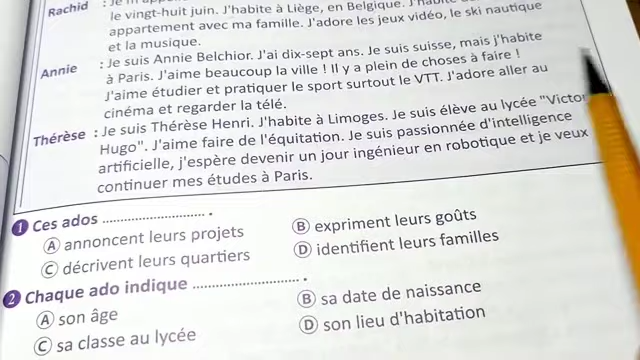 Rachid : Je m'
le vingt-huit juin. J'habite à Liège, en Belgique. J'habite
appartement avec ma famille. J'adore les jeux vidéo, le ski nautique
et la musique.
Annie : Je suis Annie Belchior. J'ai dix-sept ans. Je suis suisse, mais j'habite
à Paris. J'aime beaucoup la ville ! Il y a plein de choses à faire !
J'aime étudier et pratiquer le sport surtout le VTT. J'adore aller au
cinéma et regarder la télé.
Thérèse : Je suis Thérèse Henri. J'habite à Limoges. Je suis élève au lycée "Victor
Hugo". J'aime faire de l'équitation. Je suis passionnée d'intelligence
artificielle, j'espère devenir un jour ingénieur en robotique et je veux
continuer mes études à Paris.
1 Ces ados .......................... .
A annoncent leurs projets B expriment leurs goûts
C décrivent leurs quartiers D identifient leurs familles
2 Chaque ado indique .......................... .
A son âge B sa date de naissance
C sa classe au lycée D son lieu d'habitation